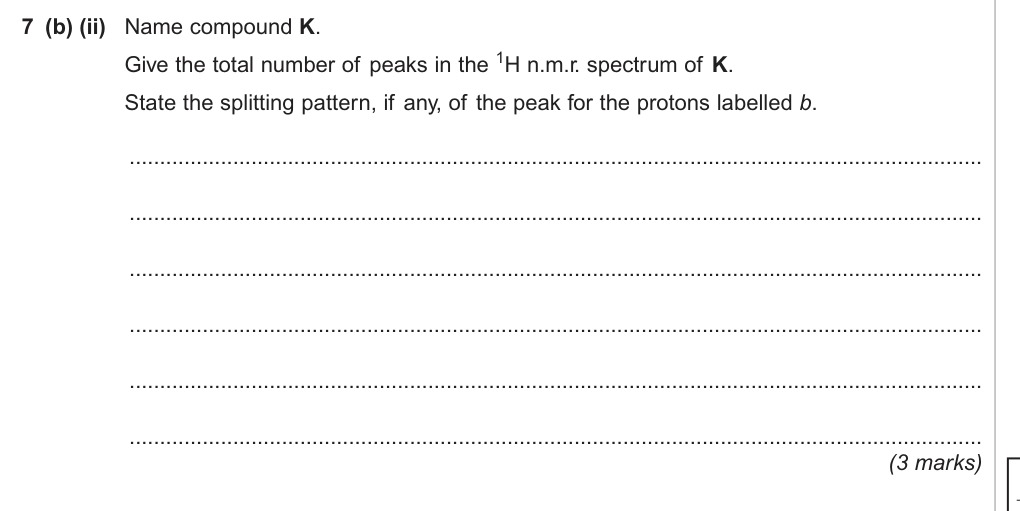 7 (b) (ii) Name compound K.
Give the total number of peaks in the ¹H n.m.r. spectrum of K.
State the splitting pattern, if any, of the peak for the protons labelled b.
(3 marks)